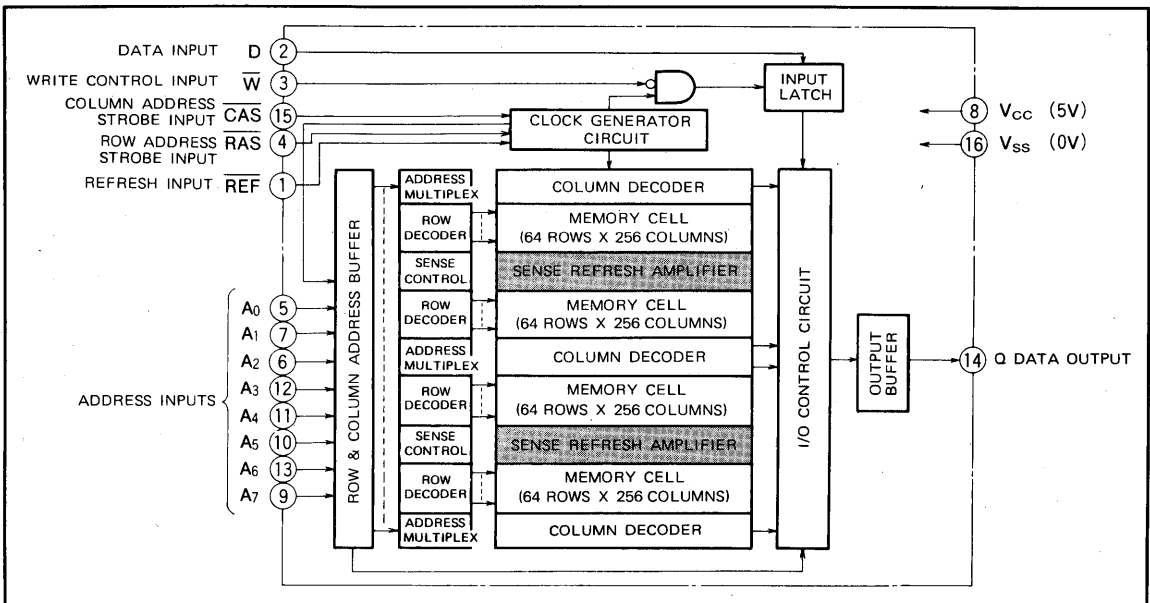 DATA INPUT D 2
WRITE CONTROL INPUT W̅ 3
COLUMN ADDRESS
STROBE INPUT C̅A̅S̅ 15
ROW ADDRESS
STROBE INPUT R̅A̅S̅ 4
REFRESH INPUT R̅E̅F̅ 1
INPUT
LATCH
CLOCK GENERATOR
CIRCUIT
8 VCC (5V)
16 VSS (0V)
ADDRESS INPUTS
A0 5
A1 7
A2 6
A3 12
A4 11
A5 10
A6 13
A7 9
ROW & COLUMN ADDRESS BUFFER
ADDRESS
MULTIPLEX
ROW
DECODER
SENSE
CONTROL
ROW
DECODER
ADDRESS
MULTIPLEX
ROW
DECODER
SENSE
CONTROL
ROW
DECODER
ADDRESS
MULTIPLEX
COLUMN DECODER
MEMORY CELL
(64 ROWS X 256 COLUMNS)
SENSE REFRESH AMPLIFIER
MEMORY CELL
(64 ROWS X 256 COLUMNS)
COLUMN DECODER
MEMORY CELL
(64 ROWS X 256 COLUMNS)
SENSE REFRESH AMPLIFIER
MEMORY CELL
(64 ROWS X 256 COLUMNS)
COLUMN DECODER
I/O CONTROL CIRCUIT
OUTPUT
BUFFER
14 Q DATA OUTPUT